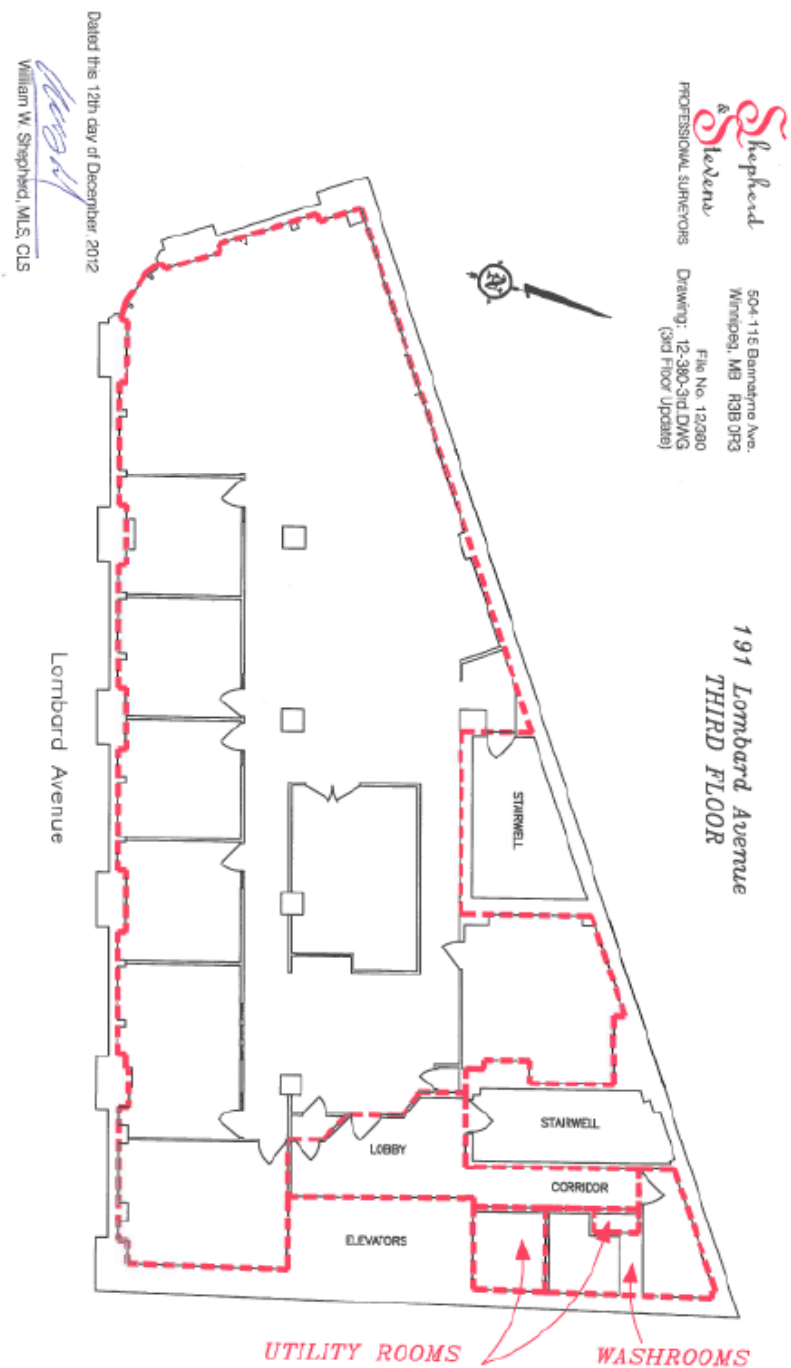 Shepherd
& Stevens
PROFESSIONAL SURVEYORS
504-115 Bannatyne Ave.
Winnipeg, MB R3B 0R3
File No. 12/380
Drawing: 12-380-3rd.DWG
(3rd Floor Update)
191 Lombard Avenue
THIRD FLOOR
N
STAIRWELL
STAIRWELL
LOBBY
CORRIDOR
ELEVATORS
UTILITY ROOMS
WASHROOMS
Lombard Avenue
Dated this 12th day of December, 2012
William W. Shepherd, MLS, CLS